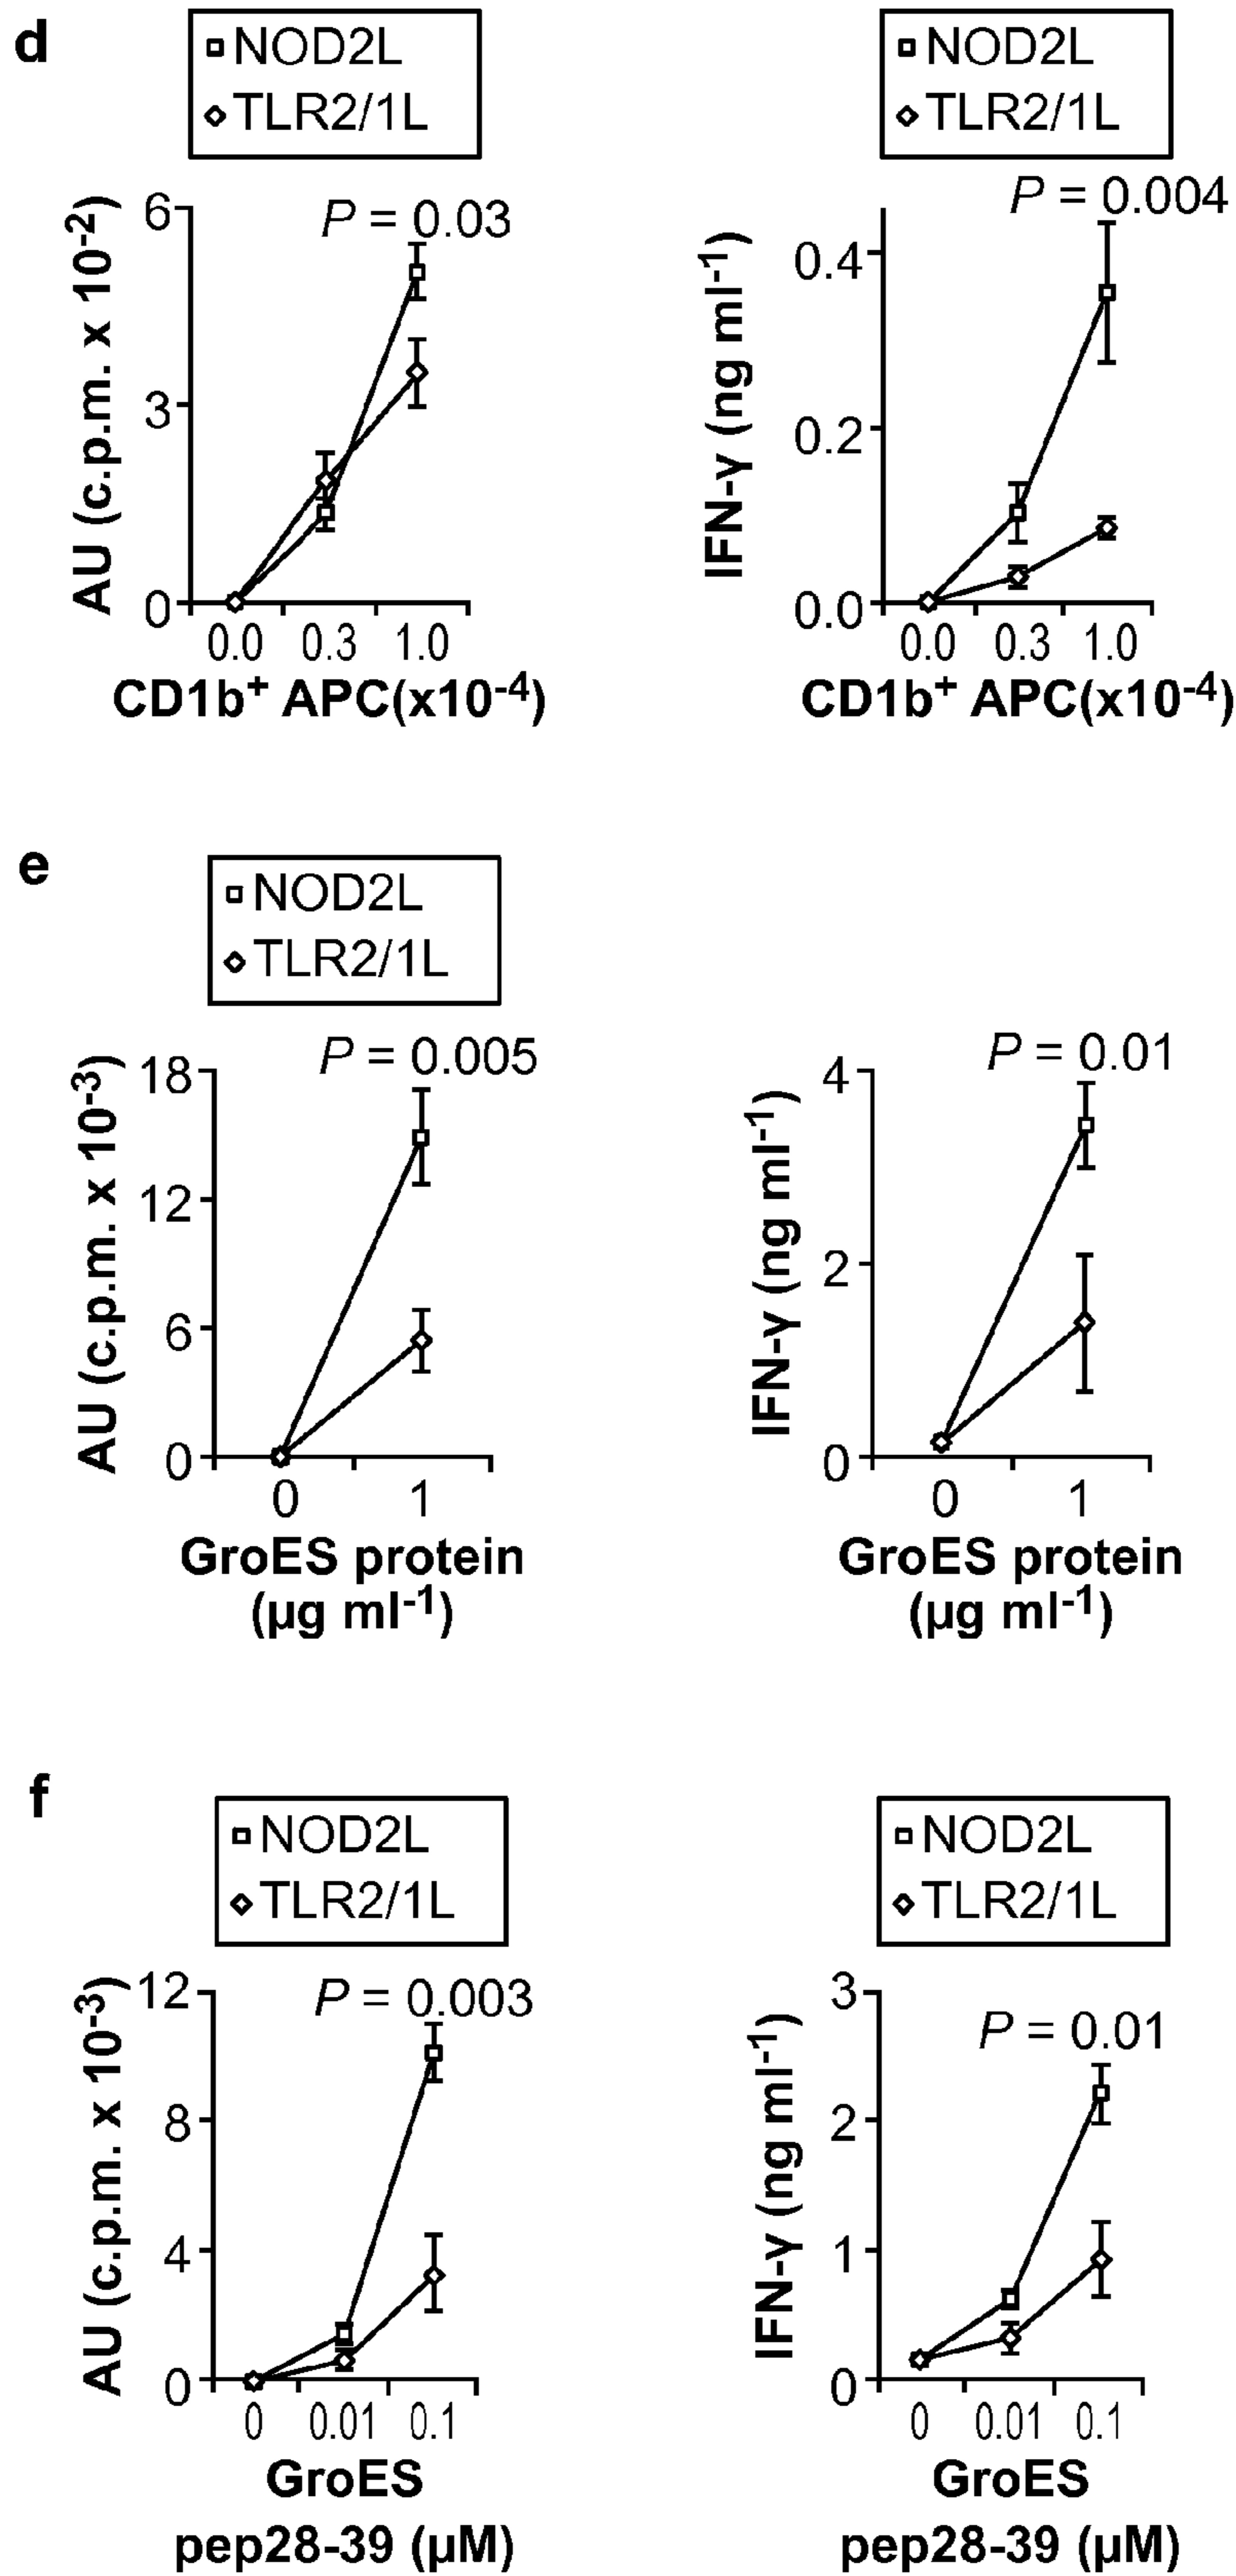 d
NOD2L
TLR2/1L
P = 0.03
AU (c.p.m. x 10-2)
6
3
0
0.0 0.3 1.0
CD1b+ APC(x10-4)
NOD2L
TLR2/1L
P = 0.004
IFN-γ (ng ml-1)
0.4
0.2
0.0
0.0 0.3 1.0
CD1b+ APC(x10-4)
e
NOD2L
TLR2/1L
P = 0.005
AU (c.p.m. x 10-3)
18
12
6
0
0 1
GroES protein
(µg ml-1)
P = 0.01
IFN-γ (ng ml-1)
4
2
0
0 1
GroES protein
(µg ml-1)
f
NOD2L
TLR2/1L
P = 0.003
AU (c.p.m. x 10-3)
12
8
4
0
0 0.01 0.1
GroES
pep28-39 (µM)
NOD2L
TLR2/1L
P = 0.01
IFN-γ (ng ml-1)
3
2
1
0
0 0.01 0.1
GroES
pep28-39 (µM)